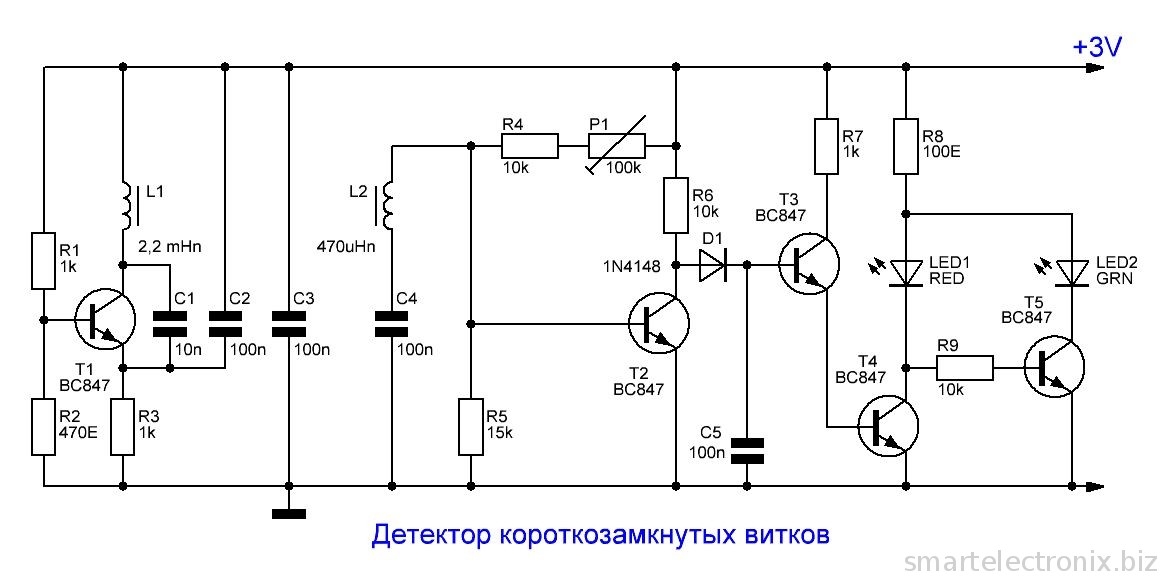 +3V
R4
10k
P1
100k
R7
1k
R8
100E
L1
2,2 mHn
L2
470uHn
R6
10k
T3
BC847
D1
1N4148
LED1
RED
LED2
GRN
R1
1k
C1
10n
C2
100n
C3
100n
C4
100n
T5
BC847
T1
BC847
T2
BC847
T4
BC847
R9
10k
R2
470E
R3
1k
R5
15k
C5
100n
Детектор короткозамкнутых витков
smartelectronix.biz